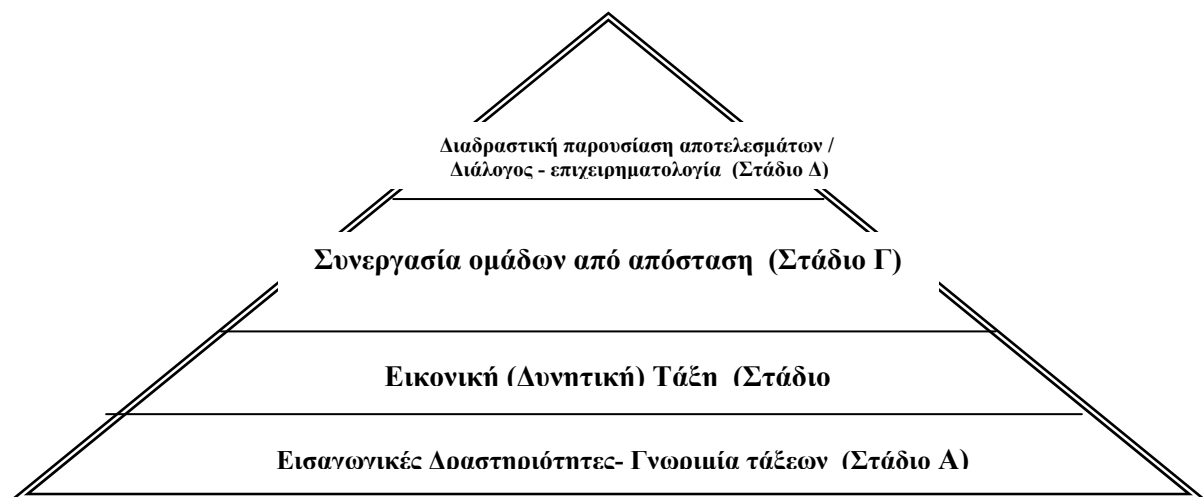 Διαδραστική παρουσίαση αποτελεσμάτων /
Διάλογος - επιχειρηματολογία (Στάδιο Δ)
Συνεργασία ομάδων από απόσταση (Στάδιο Γ)
Εικονική (Δυνητική) Τάξη (Στάδιο
Εισαγωγικές Δραστηριότητες- Γνωριμία τάξεων (Στάδιο Α)